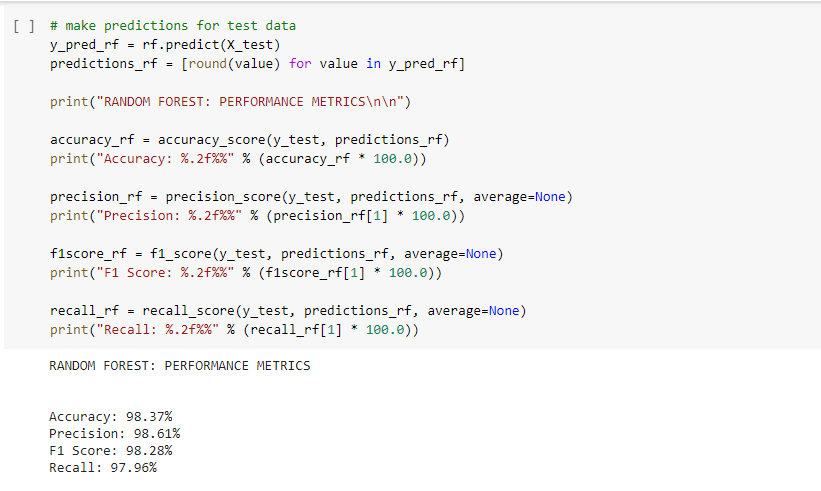 [ ] # make predictions for test data
y_pred_rf = rf.predict(X_test)
predictions_rf = [round(value) for value in y_pred_rf]
print("RANDOM FOREST: PERFORMANCE METRICS\n\n")
accuracy_rf = accuracy_score(y_test, predictions_rf)
print("Accuracy: %.2f%%" % (accuracy_rf * 100.0))
precision_rf = precision_score(y_test, predictions_rf, average=None)
print("Precision: %.2f%%" % (precision_rf[1] * 100.0))
f1score_rf = f1_score(y_test, predictions_rf, average=None)
print("F1 Score: %.2f%%" % (f1score_rf[1] * 100.0))
recall_rf = recall_score(y_test, predictions_rf, average=None)
print("Recall: %.2f%%" % (recall_rf[1] * 100.0))
RANDOM FOREST: PERFORMANCE METRICS
Accuracy: 98.37%
Precision: 98.61%
F1 Score: 98.28%
Recall: 97.96%